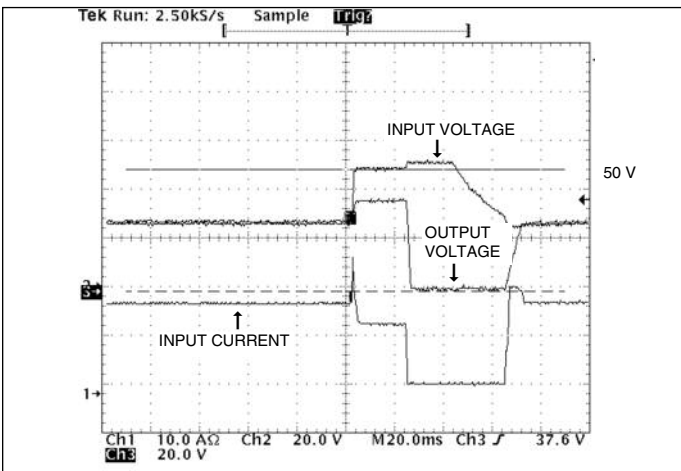 Tek Run: 2.50kS/s Sample Trig?
INPUT VOLTAGE
50 V
OUTPUT
VOLTAGE
3
INPUT CURRENT
1
Ch1 10.0 AΩ Ch2 20.0 V M20.0ms Ch3 ƒ 37.6 V
Ch3 20.0 V